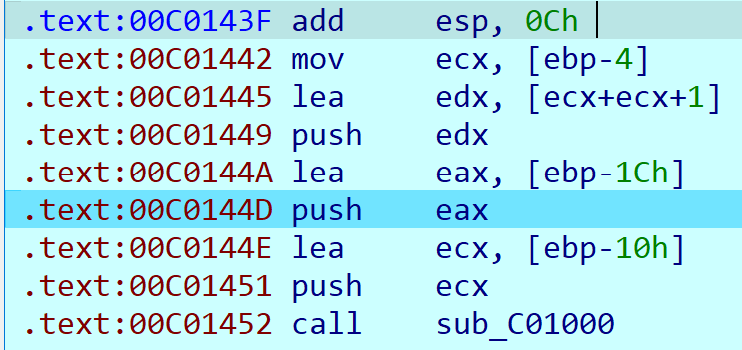 .text:00C0143F add esp, 0Ch
.text:00C01442 mov ecx, [ebp-4]
.text:00C01445 lea edx, [ecx+ecx+1]
.text:00C01449 push edx
.text:00C0144A lea eax, [ebp-1Ch]
.text:00C0144D push eax
.text:00C0144E lea ecx, [ebp-10h]
.text:00C01451 push ecx
.text:00C01452 call sub_C01000